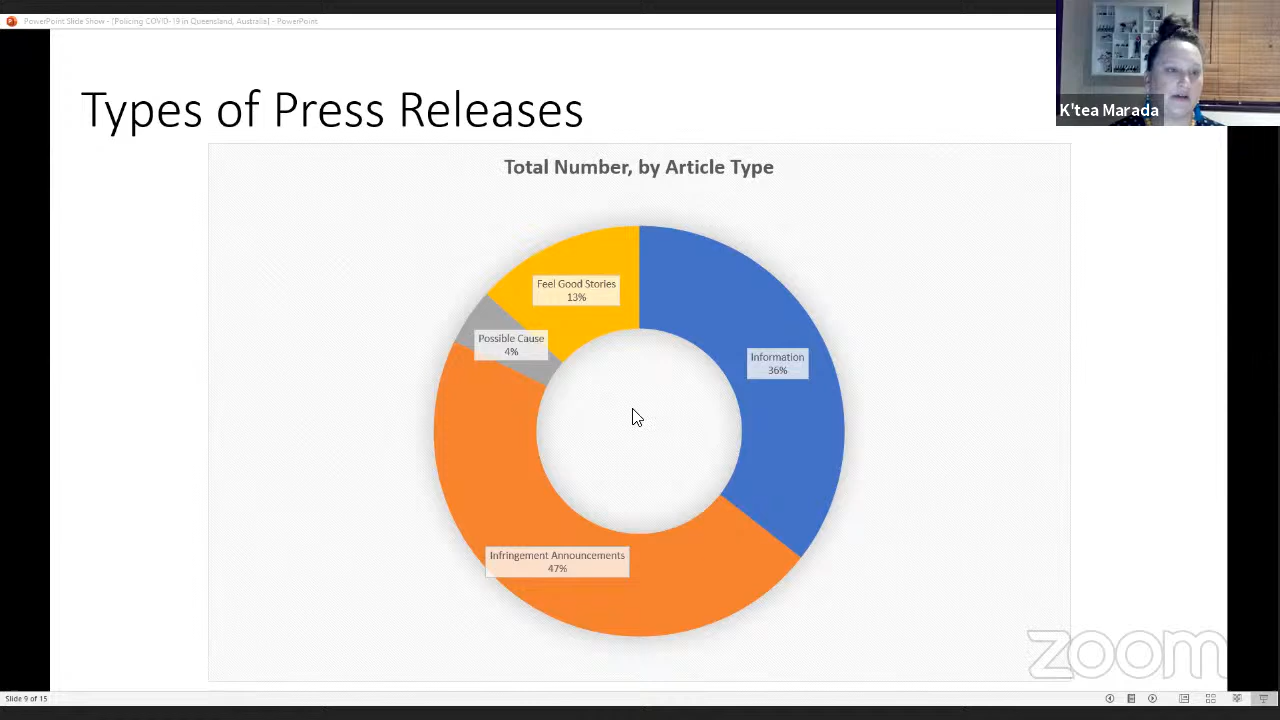 PowerPoint Slide Show - [Policing COVID-19 in Queensland, Australia] - PowerPoint
K'tea Marada
Types of Press Releases
Total Number, by Article Type
Feel Good Stories
13%
Possible Cause
4%
Information
36%
Infringement Announcements
47%
zoom
Slide 9 of 15